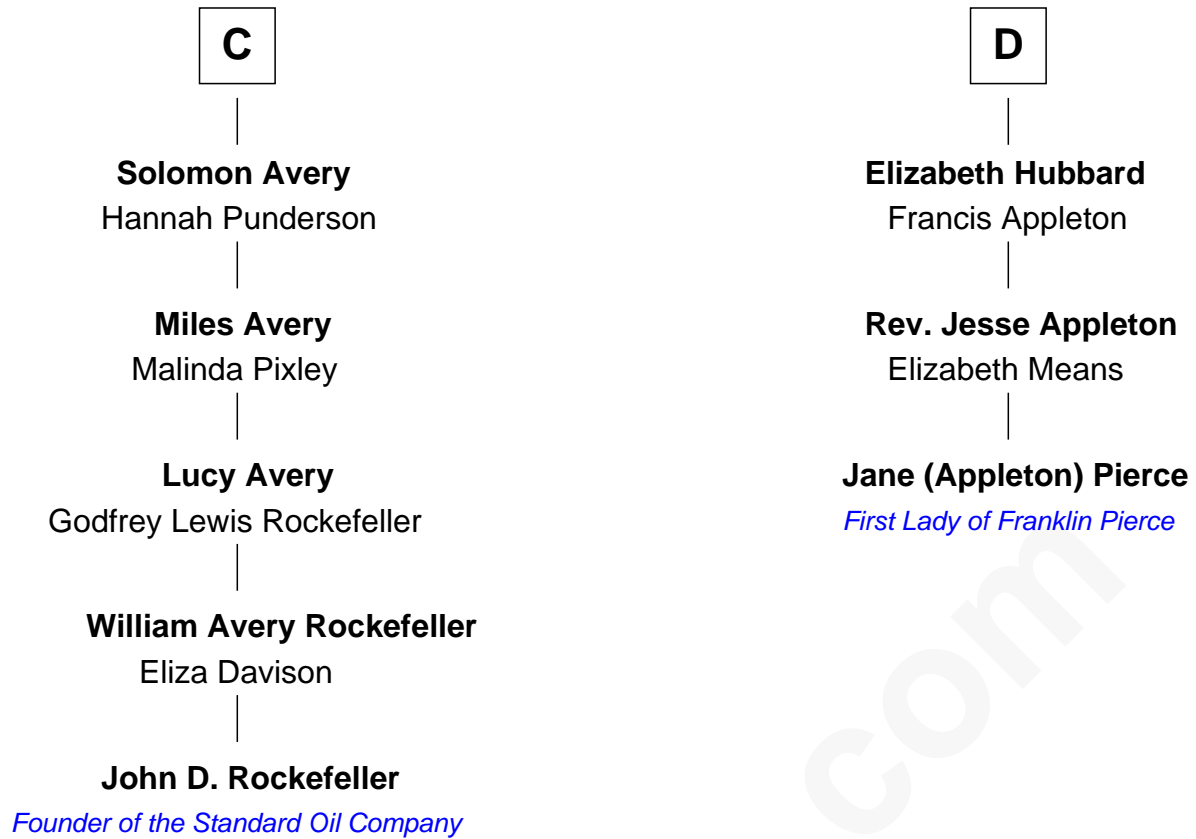 C
Solomon Avery
Hannah Punderson
Miles Avery
Malinda Pixley
Lucy Avery
Godfrey Lewis Rockefeller
William Avery Rockefeller
Eliza Davison
John D. Rockefeller
Founder of the Standard Oil Company
D
Elizabeth Hubbard
Francis Appleton
Rev. Jesse Appleton
Elizabeth Means
Jane (Appleton) Pierce
First Lady of Franklin Pierce
com